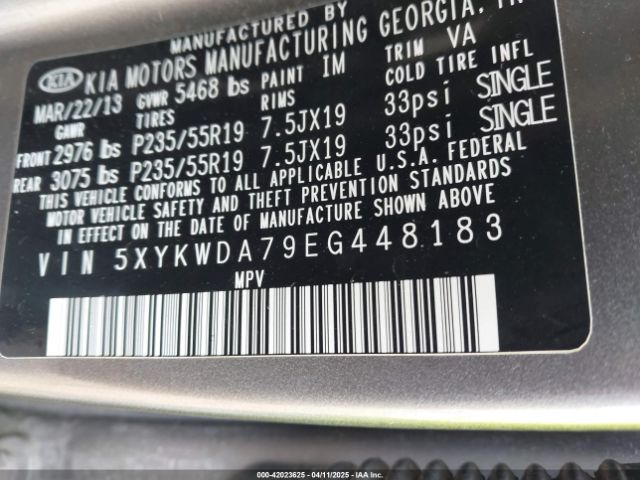 MANUFACTURED BY
KIA KIA MOTORS MANUFACTURING GEORGIA,
MAR/22/13 GVWR 5468 lbs PAINT IM TRIM VA
GAWR TIRES RIMS COLD TIRE INFL
FRONT 2976 lbs P235/55R19 7.5JX19 33psi SINGLE
REAR 3075 lbs P235/55R19 7.5JX19 33psi SINGLE
THIS VEHICLE CONFORMS TO ALL APPLICABLE U.S.A. FEDERAL
MOTOR VEHICLE SAFETY AND THEFT PREVENTION STANDARDS
IN EFFECT ON THE DATE OF MANUFACTURE SHOWN ABOVE
VIN 5XYKWDA79EG448183
MPV
000-42023625 - 04/11/2025 - IAAI, Inc.